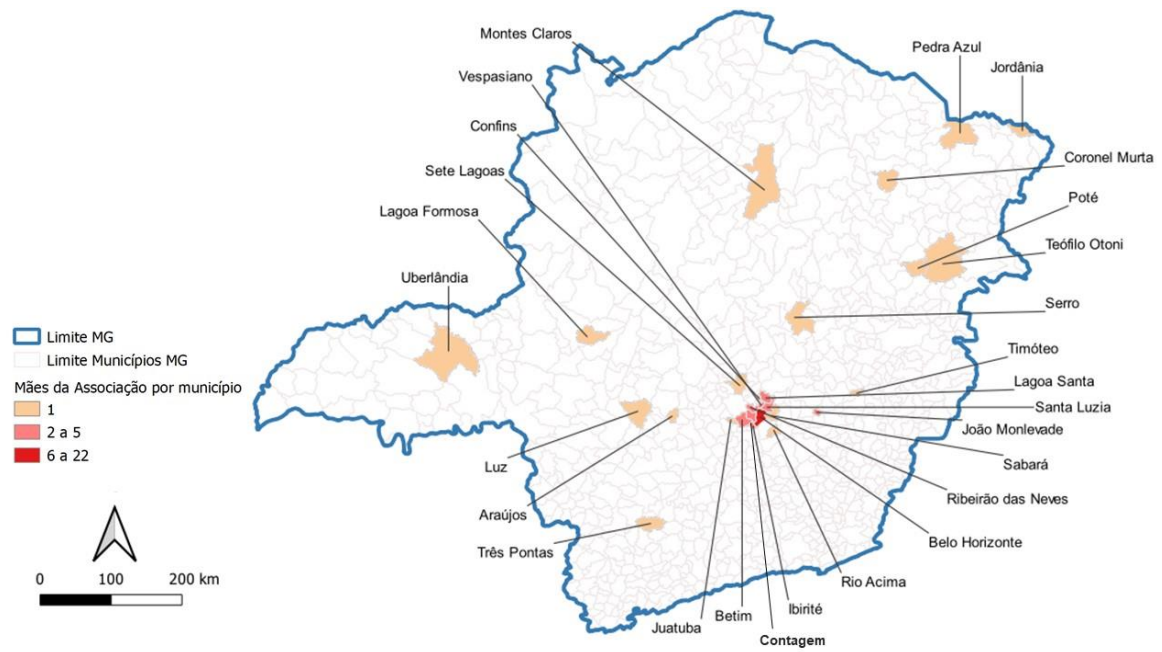 Montes Claros
Vespasiano
Confins
Sete Lagoas
Lagoa Formosa
Uberlândia
Pedra Azul
Jordânia
Coronel Murta
Poté
Teófilo Otoni
Serro
Timóteo
Lagoa Santa
Santa Luzia
João Monlevade
Sabará
Ribeirão das Neves
Belo Horizonte
Rio Acima
Ibirité
Contagem
Betim
Juatuba
Três Pontas
Araújos
Luz
Limite MG
Limite Municípios MG
Mães da Associação por município
1
2 a 5
6 a 22
0 100 200 km